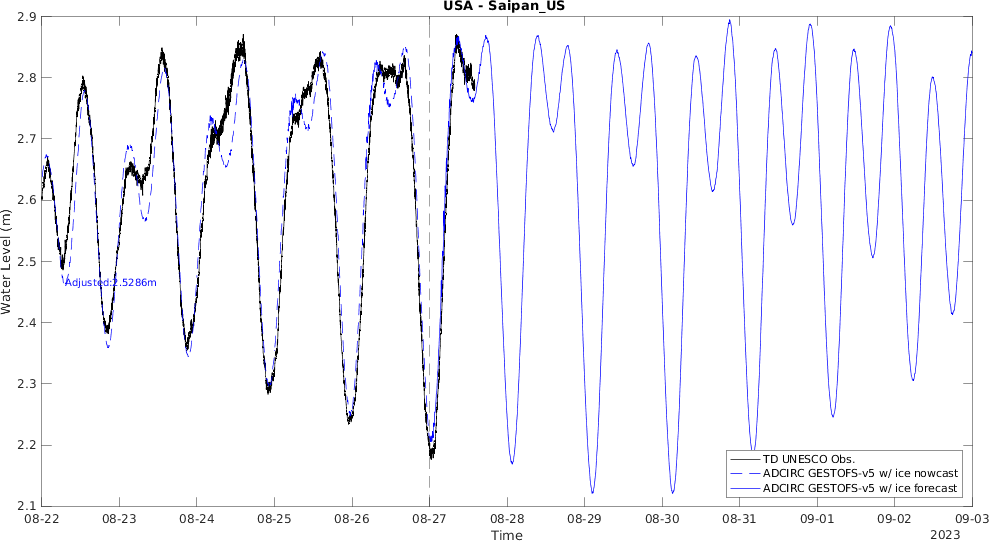 USA - Saipan_US
2.9
2.8
2.7
2.6
2.5
2.4
2.3
2.2
2.1
Water Level (m)
Adjusted:2.5286m
TD UNESCO Obs.
ADCIRC GESTOFS-v5 w/ ice nowcast
ADCIRC GESTOFS-v5 w/ ice forecast
08-22 08-23 08-24 08-25 08-26 08-27 08-28 08-29 08-30 08-31 09-01 09-02 09-03
Time
2023